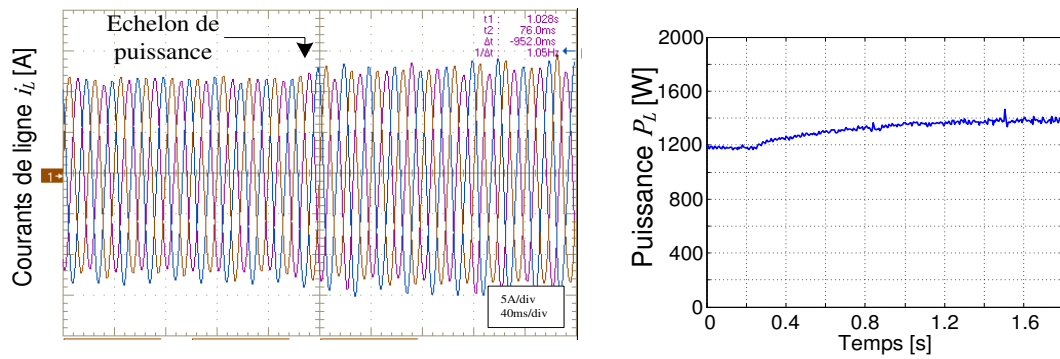 Echelon de
puissance
t1 : 1.028s
t2 : 76.0ms
Δt : -952.0ms
1/Δt : 1.05Hz
Courants de ligne iL [A]
1
5A/div
40ms/div
Puissance PL [W]
2000
1600
1200
800
400
0
0 0.4 0.8 1.2 1.6
Temps [s]